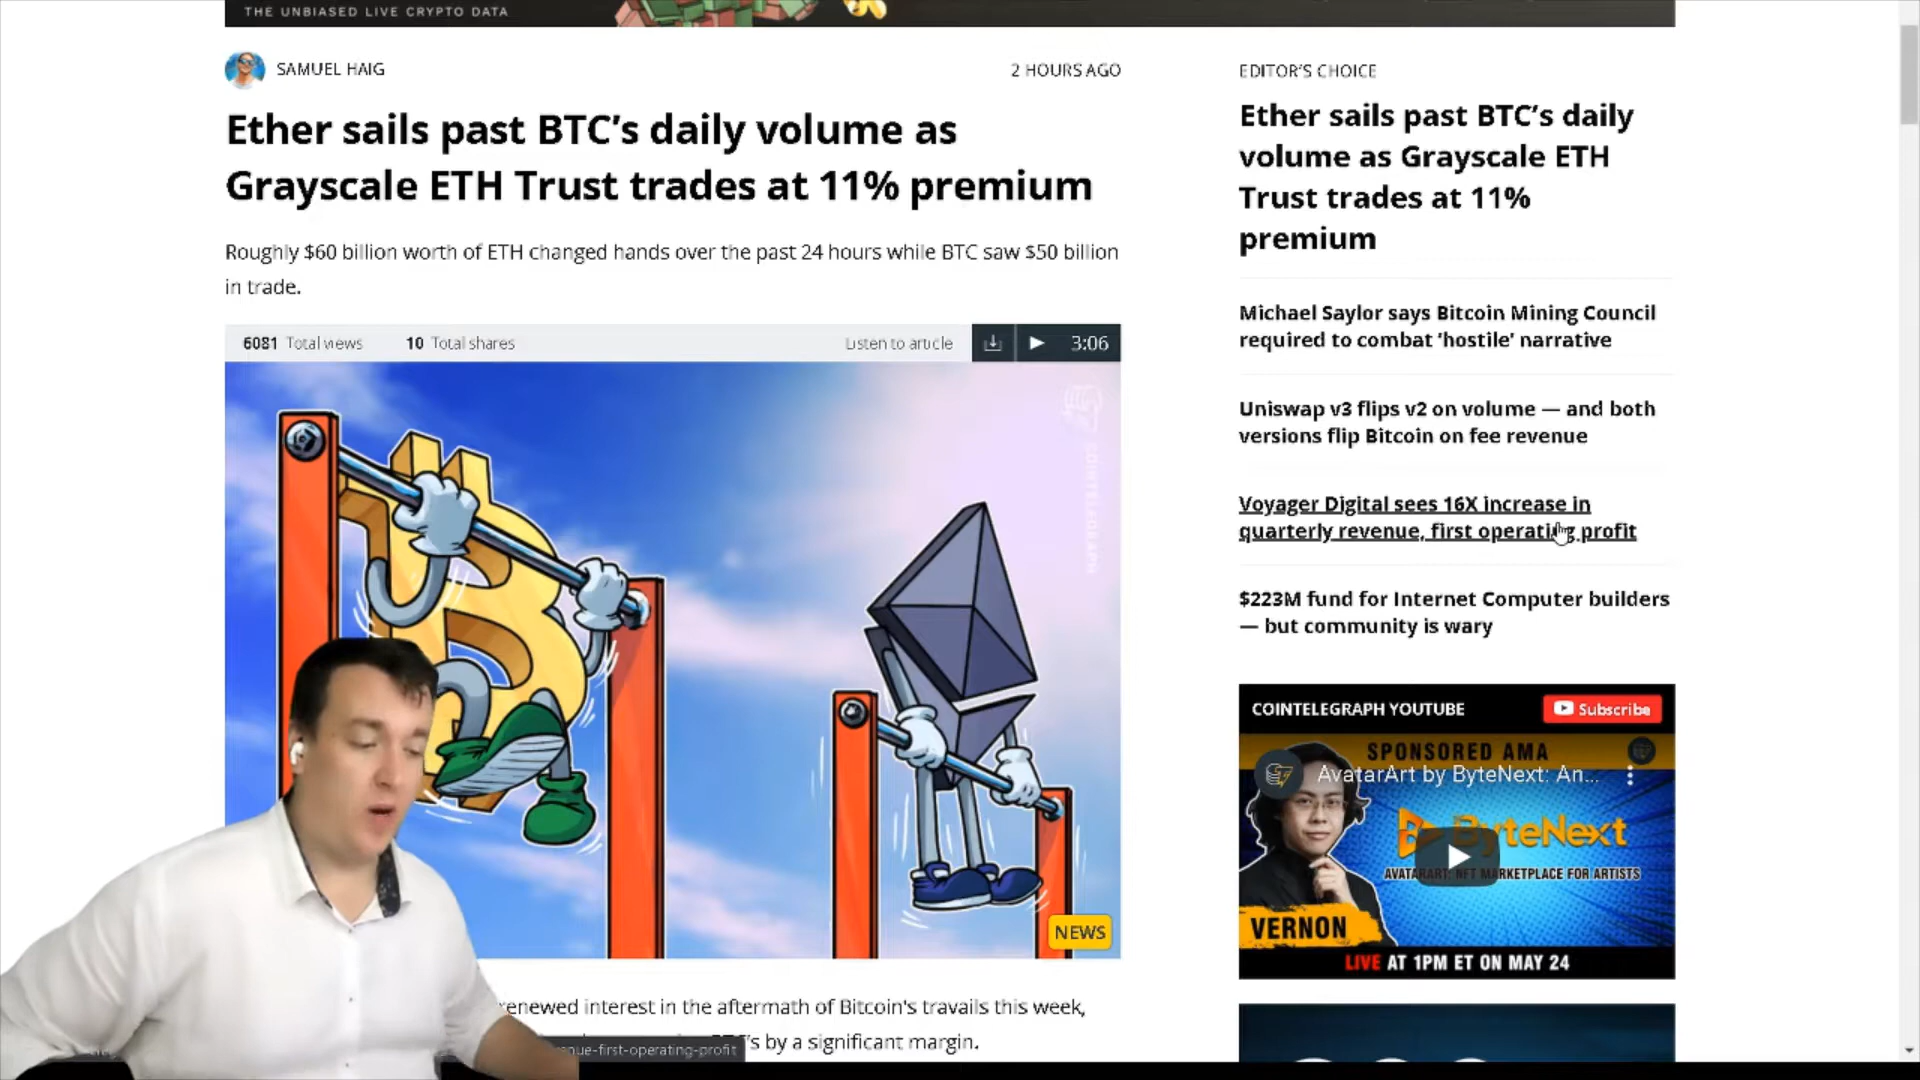 THE UNBIASED LIVE CRYPTO DATA
SAMUEL HAIG
2 HOURS AGO
Ether sails past BTC’s daily volume as
Grayscale ETH Trust trades at 11% premium
Roughly $60 billion worth of ETH changed hands over the past 24 hours while BTC saw $50 billion
in trade.
6081 Total views
10 Total shares
Listen to article
3:06
COINTELEGRAPH
NEWS
renewed interest in the aftermath of Bitcoin's travails this week,
by a significant margin.
nue-first-operating-profit
EDITOR’S CHOICE
Ether sails past BTC’s daily
volume as Grayscale ETH
Trust trades at 11%
premium
Michael Saylor says Bitcoin Mining Council
required to combat ‘hostile’ narrative
Uniswap v3 flips v2 on volume — and both
versions flip Bitcoin on fee revenue
Voyager Digital sees 16X increase in
quarterly revenue, first operating profit
$223M fund for Internet Computer builders
— but community is wary
COINTELEGRAPH YOUTUBE
Subscribe
SPONSORED AMA
AvatarArt by ByteNext: An...
ByteNext
AVATARART: NFT MARKETPLACE FOR ARTISTS
VERNON
LIVE AT 1PM ET ON MAY 24